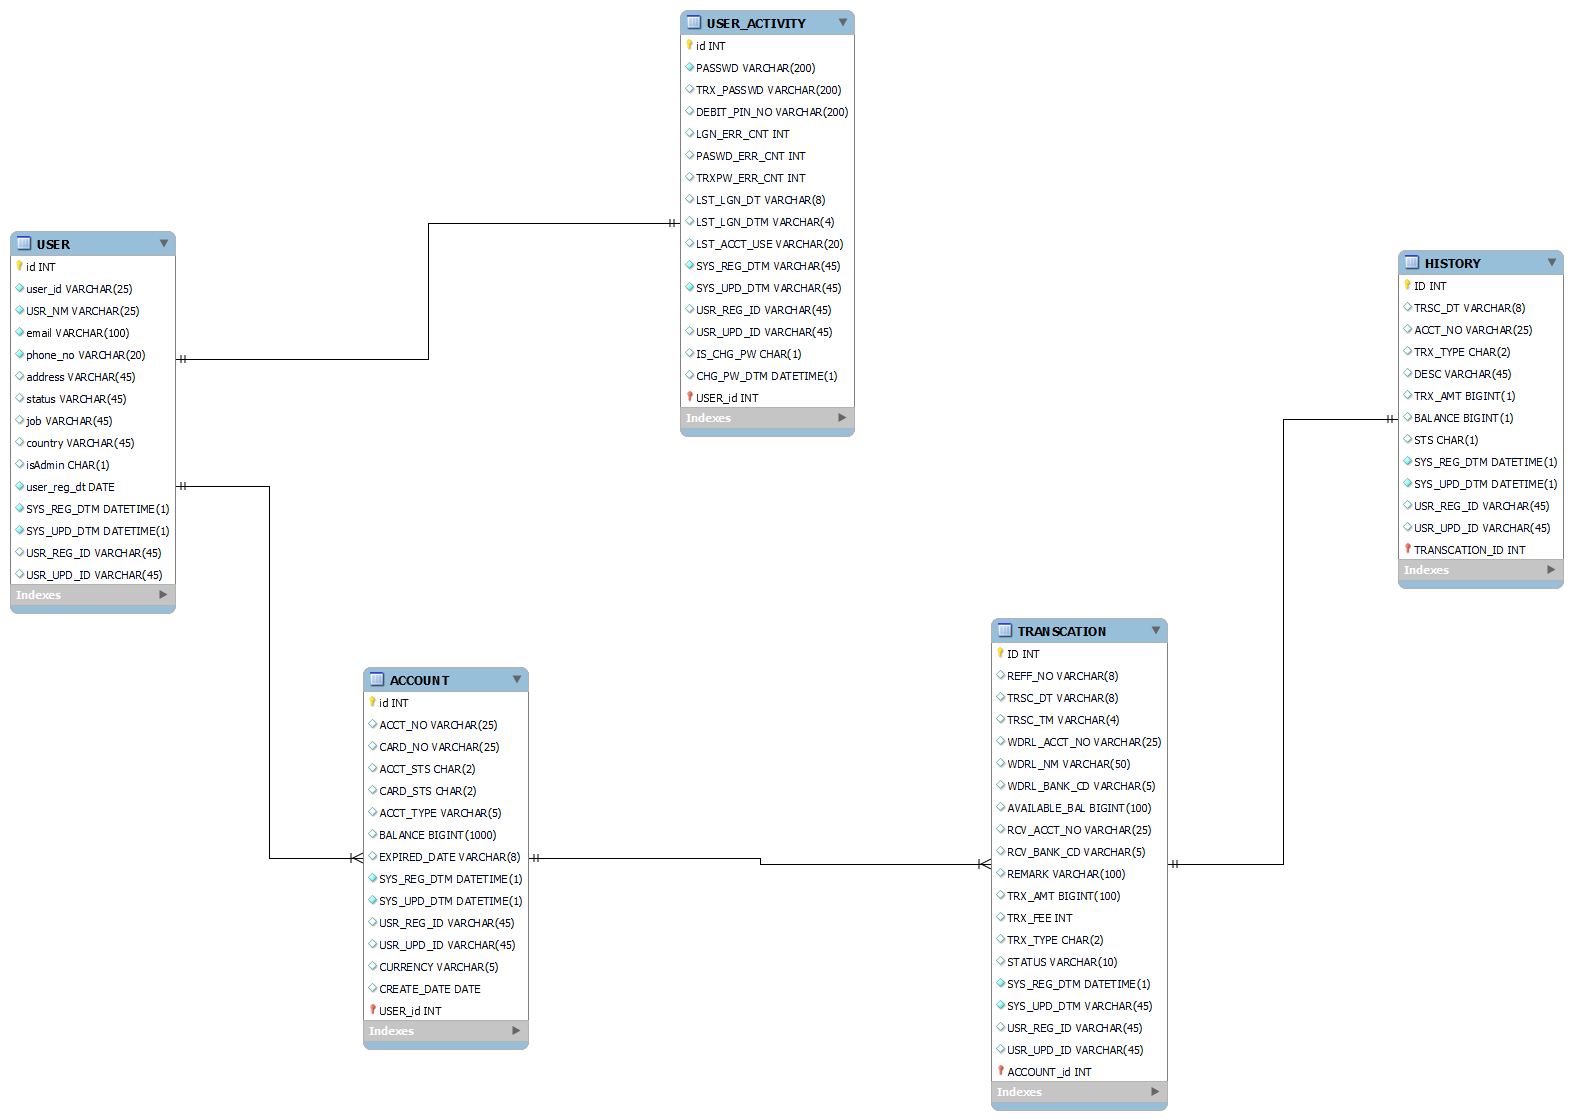 USER_ACTIVITY
id INT
PASSWD VARCHAR(200)
TRX_PASSWD VARCHAR(200)
DEBIT_PIN_NO VARCHAR(200)
LGN_ERR_CNT INT
PASWD_ERR_CNT INT
TRXPW_ERR_CNT INT
LST_LGN_DT VARCHAR(8)
LST_LGN_DTM VARCHAR(4)
LST_ACCT_USE VARCHAR(20)
SYS_REG_DTM VARCHAR(45)
SYS_UPD_DTM VARCHAR(45)
USR_REG_ID VARCHAR(45)
USR_UPD_ID VARCHAR(45)
IS_CHG_PW CHAR(1)
CHG_PW_DTM DATETIME(1)
USER_id INT
Indexes
USER
id INT
user_id VARCHAR(25)
USR_NM VARCHAR(25)
email VARCHAR(100)
phone_no VARCHAR(20)
address VARCHAR(45)
status VARCHAR(45)
job VARCHAR(45)
country VARCHAR(45)
isAdmin CHAR(1)
user_reg_dt DATE
SYS_REG_DTM DATETIME(1)
SYS_UPD_DTM DATETIME(1)
USR_REG_ID VARCHAR(45)
USR_UPD_ID VARCHAR(45)
Indexes
HISTORY
ID INT
TRSC_DT VARCHAR(8)
ACCT_NO VARCHAR(25)
TRX_TYPE CHAR(2)
DESC VARCHAR(45)
TRX_AMT BIGINT(1)
BALANCE BIGINT(1)
STS CHAR(1)
SYS_REG_DTM DATETIME(1)
SYS_UPD_DTM DATETIME(1)
USR_REG_ID VARCHAR(45)
USR_UPD_ID VARCHAR(45)
TRANSCATION_ID INT
Indexes
ACCOUNT
id INT
ACCT_NO VARCHAR(25)
CARD_NO VARCHAR(25)
ACCT_STS CHAR(2)
CARD_STS CHAR(2)
ACCT_TYPE VARCHAR(5)
BALANCE BIGINT(1000)
EXPIRED_DATE VARCHAR(8)
SYS_REG_DTM DATETIME(1)
SYS_UPD_DTM DATETIME(1)
USR_REG_ID VARCHAR(45)
USR_UPD_ID VARCHAR(45)
CURRENCY VARCHAR(5)
CREATE_DATE DATE
USER_id INT
Indexes
TRANSCATION
ID INT
REFF_NO VARCHAR(8)
TRSC_DT VARCHAR(8)
TRSC_TM VARCHAR(4)
WDRL_ACCT_NO VARCHAR(25)
WDRL_NM VARCHAR(50)
WDRL_BANK_CD VARCHAR(5)
AVAILABLE_BAL BIGINT(100)
RCV_ACCT_NO VARCHAR(25)
RCV_BANK_CD VARCHAR(5)
REMARK VARCHAR(100)
TRX_AMT BIGINT(100)
TRX_FEE INT
TRX_TYPE CHAR(2)
STATUS VARCHAR(10)
SYS_REG_DTM DATETIME(1)
SYS_UPD_DTM VARCHAR(45)
USR_REG_ID VARCHAR(45)
USR_UPD_ID VARCHAR(45)
ACCOUNT_id INT
Indexes